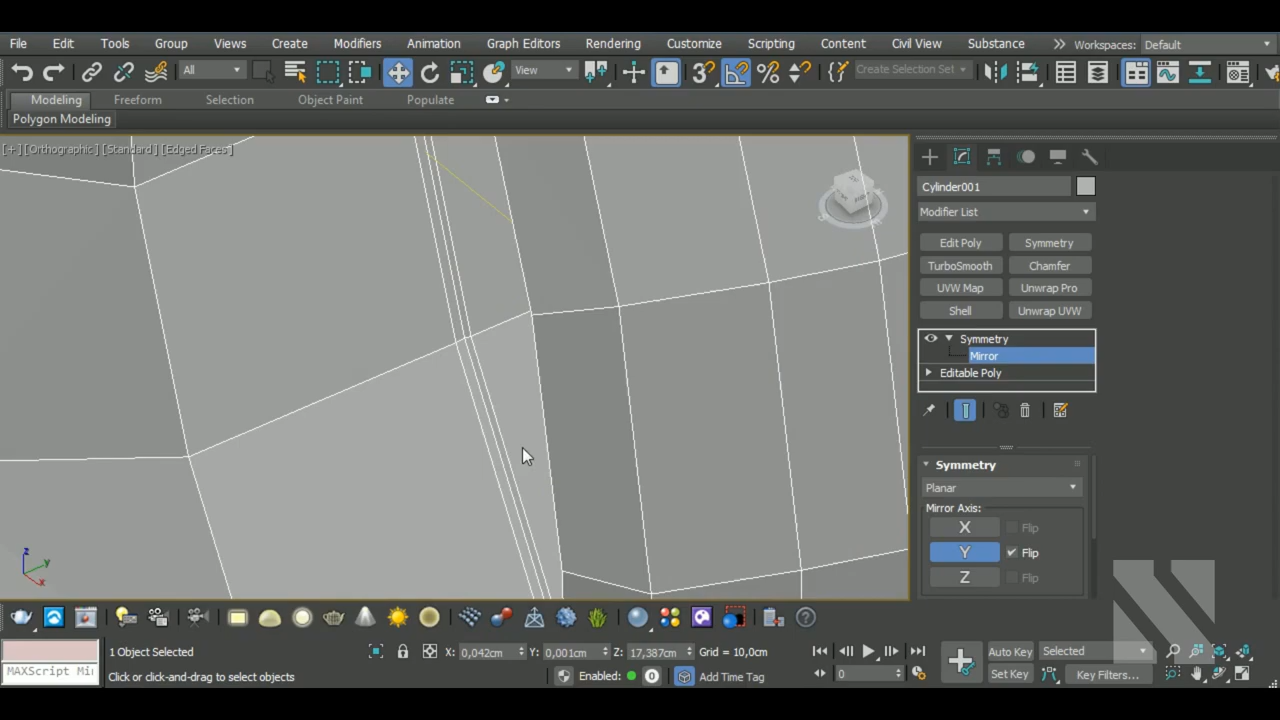 File Edit Tools Group Views Create Modifiers Animation Graph Editors Rendering Customize Scripting Content Civil View Substance Workspaces: Default
All View Create Selection Set
Modeling Freeform Selection Object Paint Populate
Polygon Modeling
[+] [Orthographic] [Standard] [Edged Faces]
Cylinder001
Modifier List
Edit Poly Symmetry
TurboSmooth Chamfer
UVW Map Unwrap Pro
Shell Unwrap UVW
Symmetry
Mirror
Editable Poly
Symmetry
Planar
Mirror Axis:
X Flip
Y Flip
Z Flip
z y x
1 Object Selected X: 0,042cm Y: 0,001cm Z: 17,387cm Grid = 10,0cm Auto Key Selected
MAXScript Mi
Click or click-and-drag to select objects Enabled: 0 Add Time Tag 0 Set Key Key Filters...